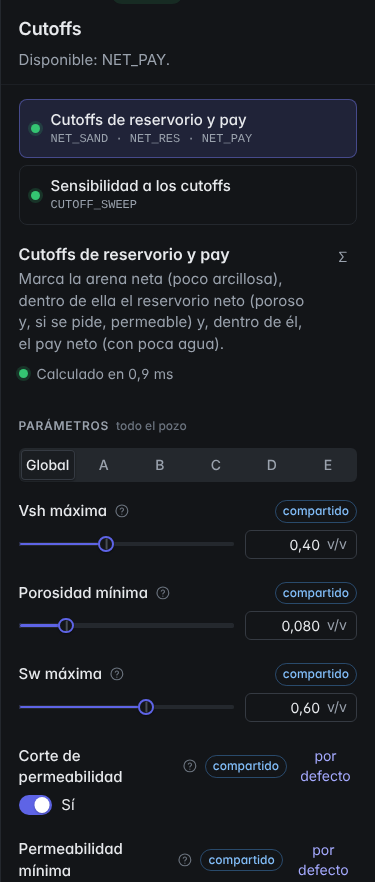 Cutoffs
Disponible: NET_PAY.
Cutoffs de reservorio y pay
NET_SAND · NET_RES · NET_PAY
Sensibilidad a los cutoffs
CUTOFF_SWEEP
Cutoffs de reservorio y pay Σ
Marca la arena neta (poco arcillosa),
dentro de ella el reservorio neto (poroso
y, si se pide, permeable) y, dentro de él,
el pay neto (con poca agua).
Calculado en 0,9 ms
PARÁMETROS todo el pozo
Global A B C D E
Vsh máxima ? compartido
0,40 v/v
Porosidad mínima ? compartido
0,080 v/v
Sw máxima ? compartido
0,60 v/v
Corte de permeabilidad ? compartido por defecto
Sí
Permeabilidad mínima ? compartido por defecto